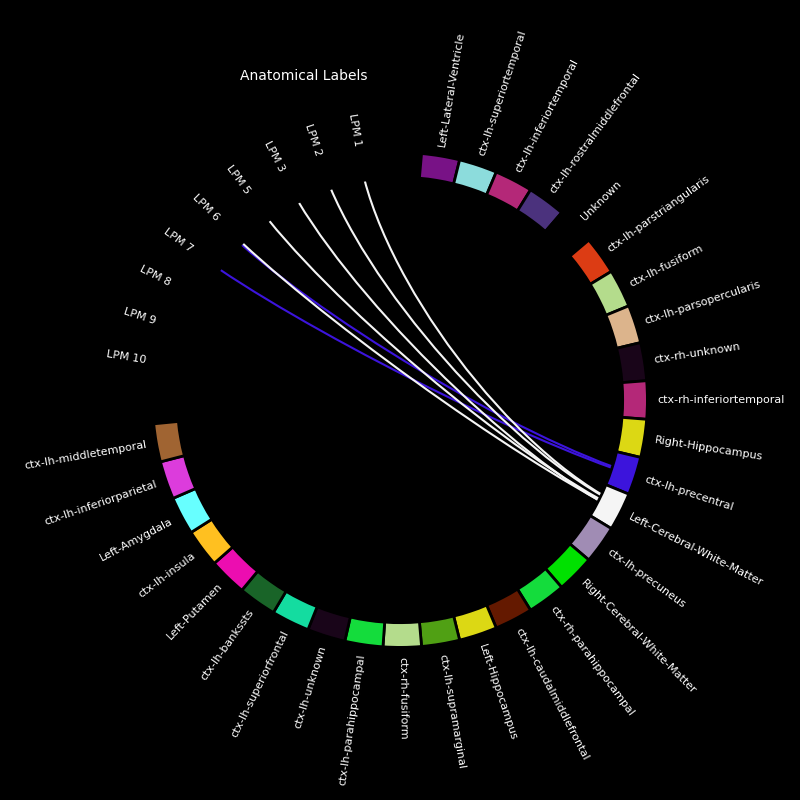 Anatomical Labels
Left-Lateral-Ventricle
ctx-lh-superiortemporal
ctx-lh-inferiortemporal
ctx-lh-rostralmiddlefrontal
Unknown
ctx-lh-parstriangularis
ctx-lh-fusiform
ctx-lh-parsopercularis
ctx-rh-unknown
ctx-rh-inferiortemporal
Right-Hippocampus
ctx-lh-precentral
Left-Cerebral-White-Matter
ctx-lh-precuneus
Right-Cerebral-White-Matter
ctx-rh-parahippocampal
ctx-lh-caudalmiddlefrontal
Left-Hippocampus
ctx-lh-supramarginal
ctx-rh-fusiform
ctx-lh-parahippocampal
ctx-lh-unknown
ctx-lh-superiorfrontal
ctx-lh-bankssts
Left-Putamen
ctx-lh-insula
Left-Amygdala
ctx-lh-inferiorparietal
ctx-lh-middletemporal
LPM 10
LPM 9
LPM 8
LPM 7
LPM 6
LPM 5
LPM 3
LPM 2
LPM 1